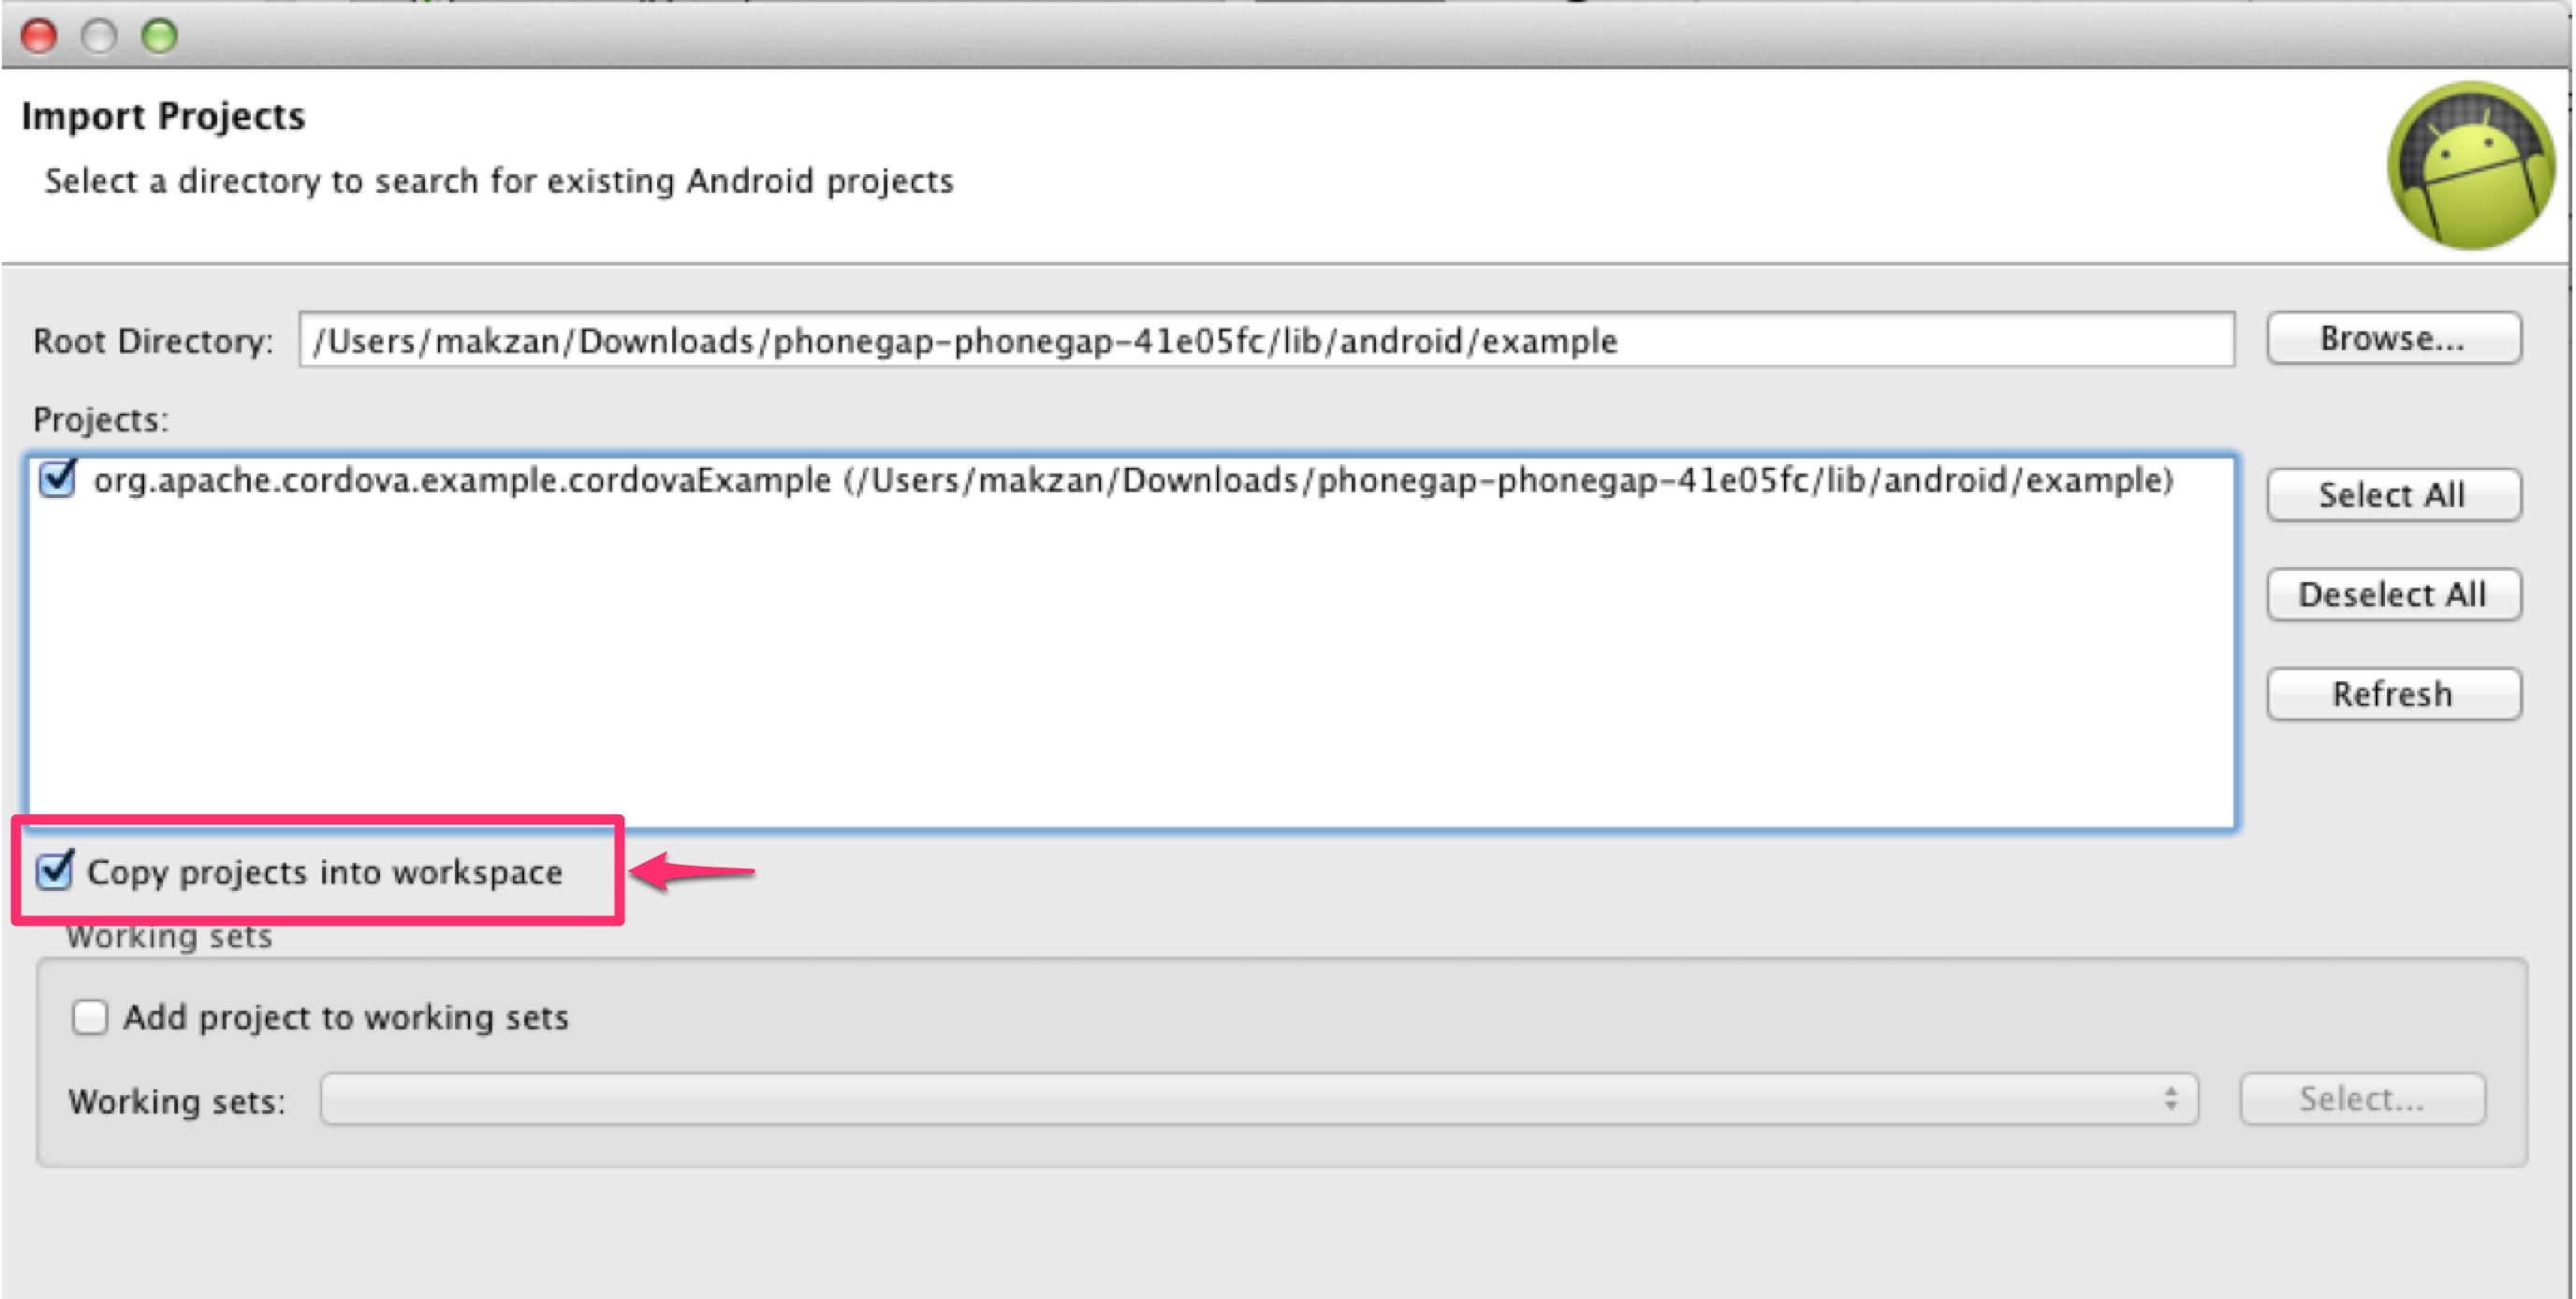 Import Projects
Select a directory to search for existing Android projects
Root Directory: /Users/makzan/Downloads/phonegap-phonegap-41e05fc/lib/android/example Browse...
Projects:
org.apache.cordova.example.cordovaExample (/Users/makzan/Downloads/phonegap-phonegap-41e05fc/lib/android/example)
Select All
Deselect All
Refresh
Copy projects into workspace
Working sets
Add project to working sets
Working sets: Select...